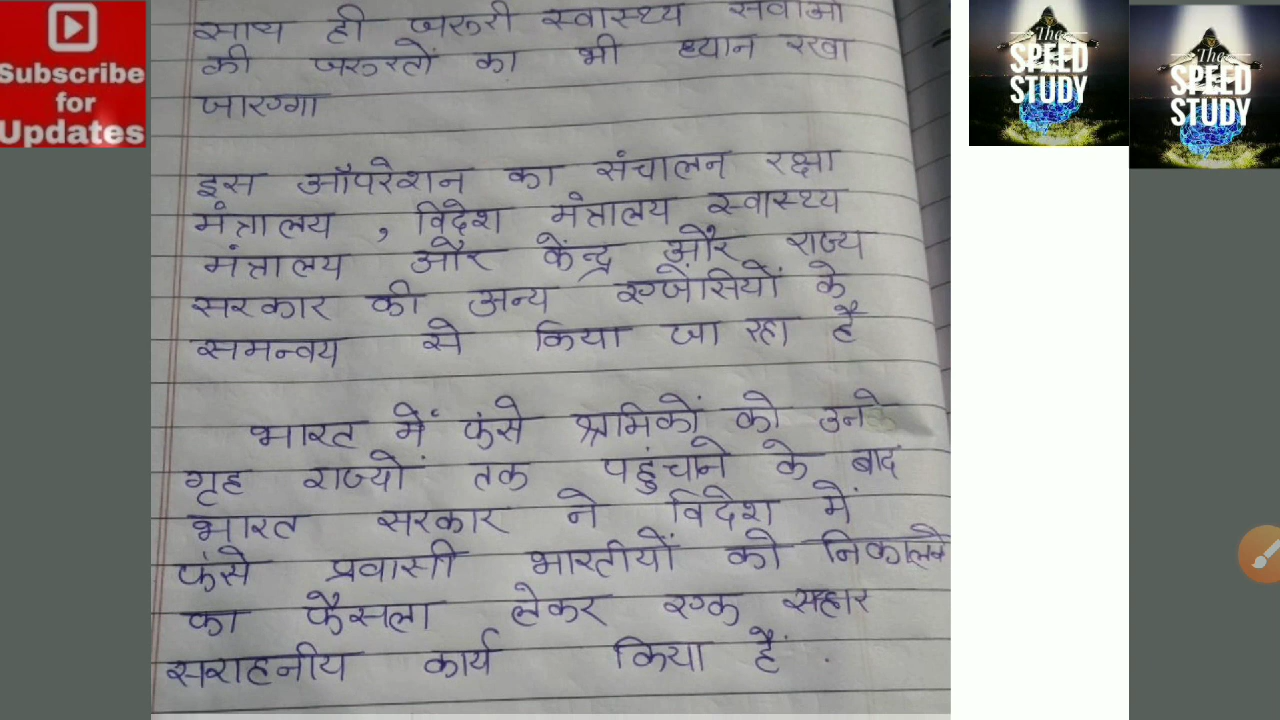 Subscribe
for
Updates
The
SPEED
STUDY
The
SPEED
STUDY
साथ ही जरूरी स्वास्थ्य सेवाओं
की जरूरतों का भी ध्यान रखा
जाएगा
इस ऑपरेशन का संचालन रक्षा
मंत्रालय , विदेश मंत्रालय स्वास्थ्य
मंत्रालय और केंन्द्र और राज्य
सरकार की अन्य एजेंसियों के
समन्वय से किया जा रहा है
भारत में फंसे श्रमिकों को उनके
गृह राज्यों तक पहुंचाने के बाद
भारत सरकार ने विदेश में
फंसे प्रवासी भारतीयों को निकालने
का फैसला लेकर एक
सराहनीय कार्य किया है .